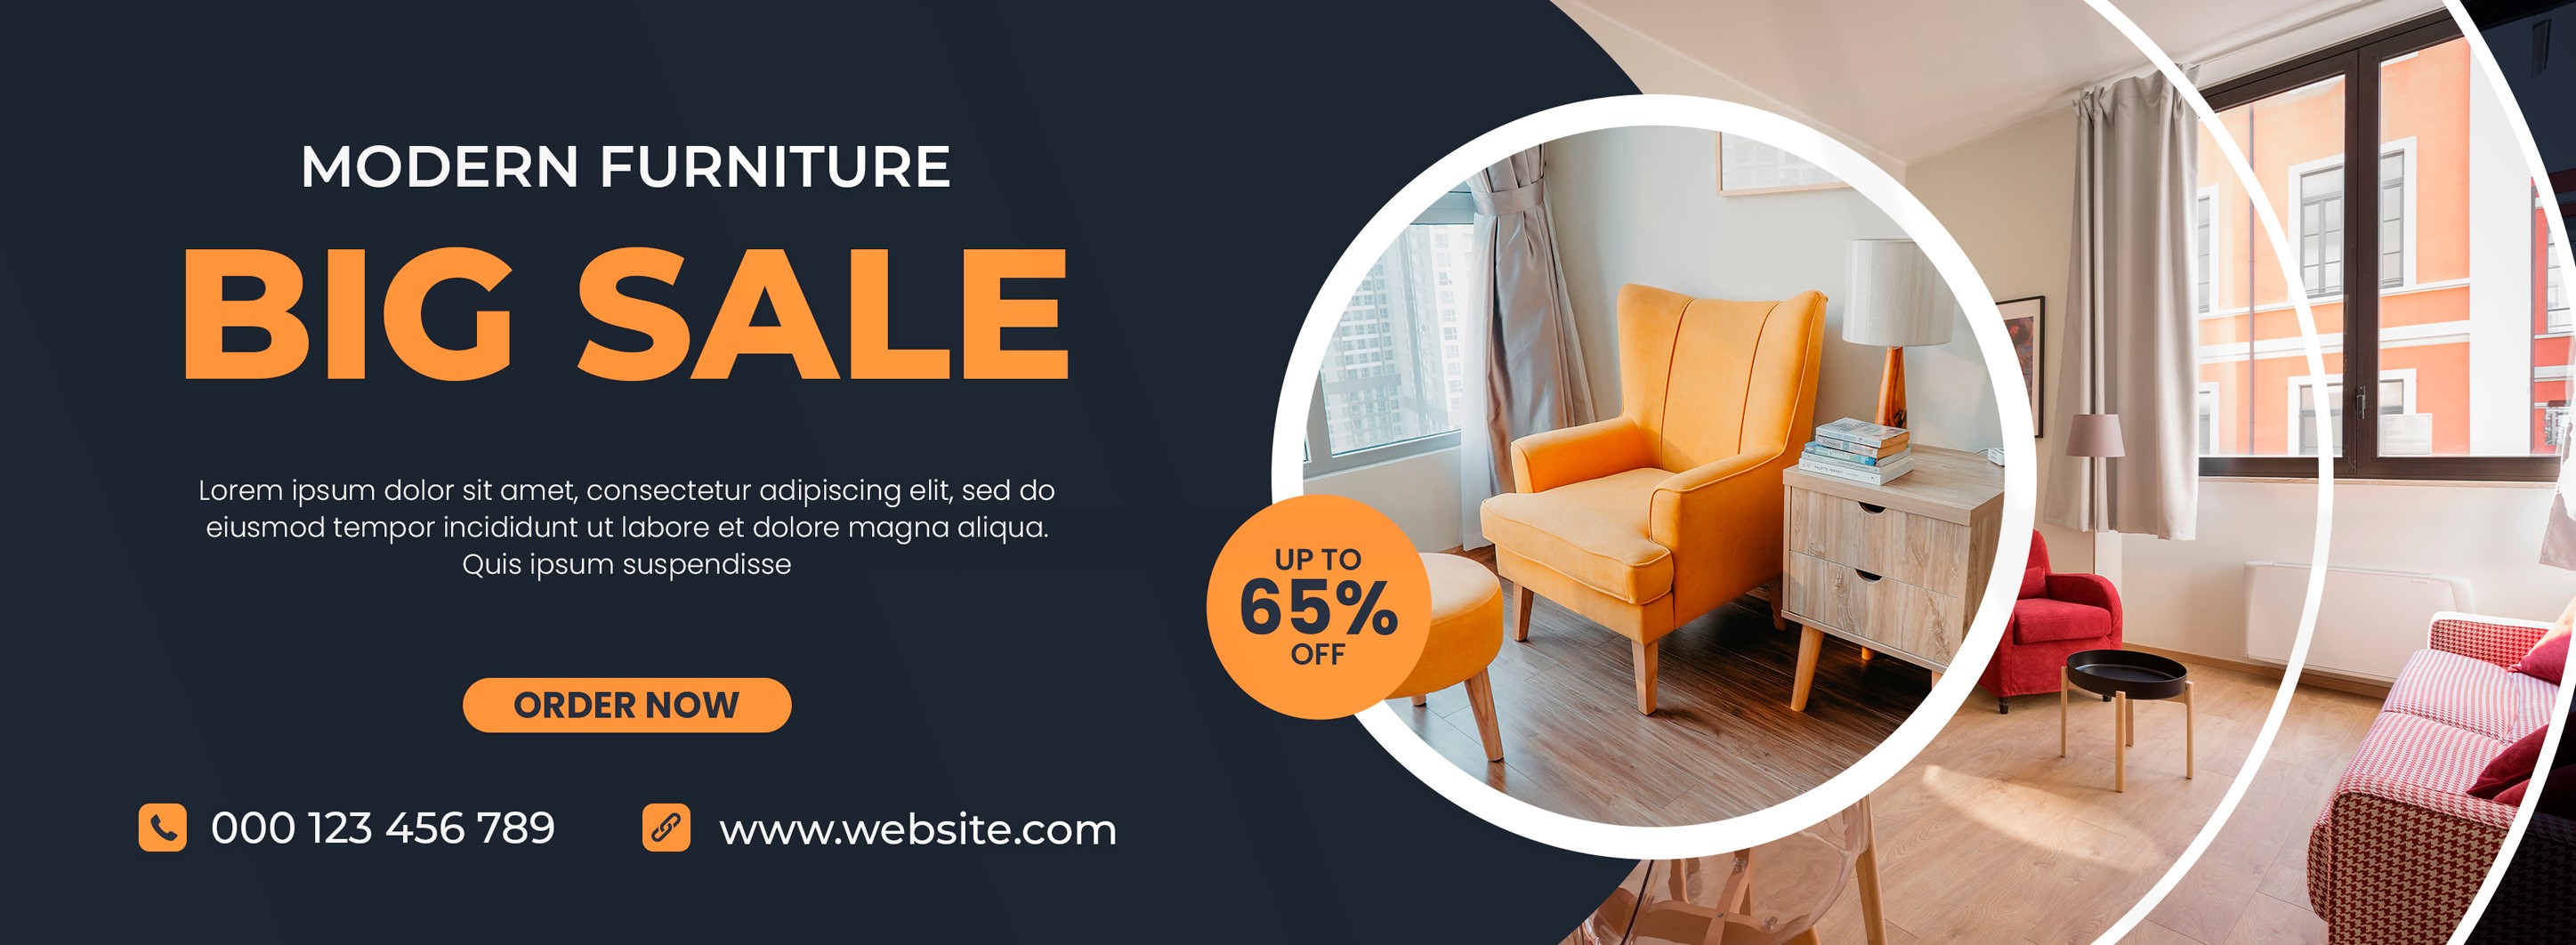 MODERN FURNITURE
BIG SALE
Lorem ipsum dolor sit amet, consectetur adipiscing elit, sed do
eiusmod tempor incididunt ut labore et dolore magna aliqua.
Quis ipsum suspendisse
ORDER NOW
000 123 456 789
www.website.com
UP TO
65%
OFF